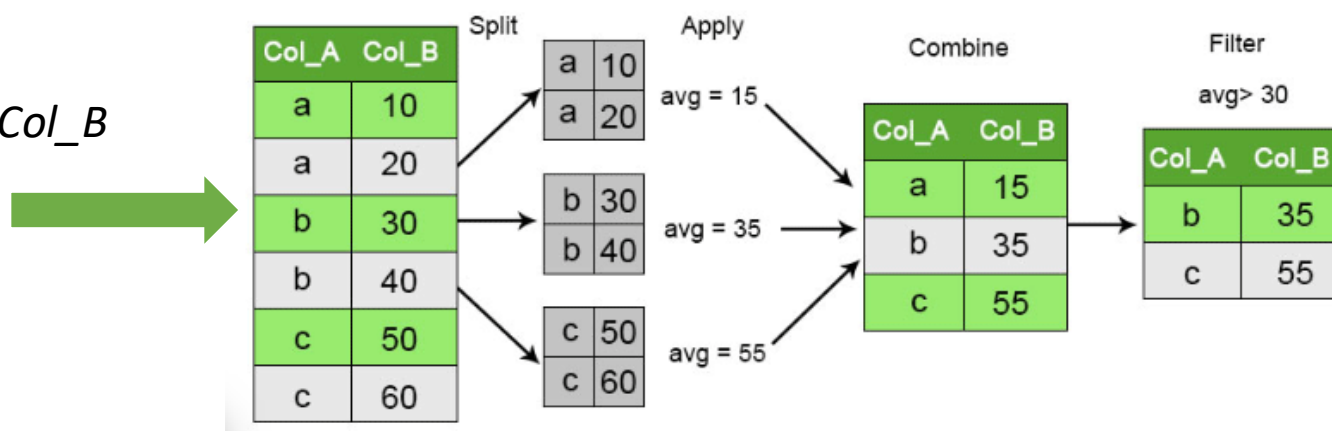 Col_B
Col_A Col_B
a 10
a 20
b 30
b 40
c 50
c 60
Split
a 10
a 20
b 30
b 40
c 50
c 60
Apply
avg = 15
avg = 35
avg = 55
Combine
Col_A Col_B
a 15
b 35
c 55
Filter
avg> 30
Col_A Col_B
b 35
c 55